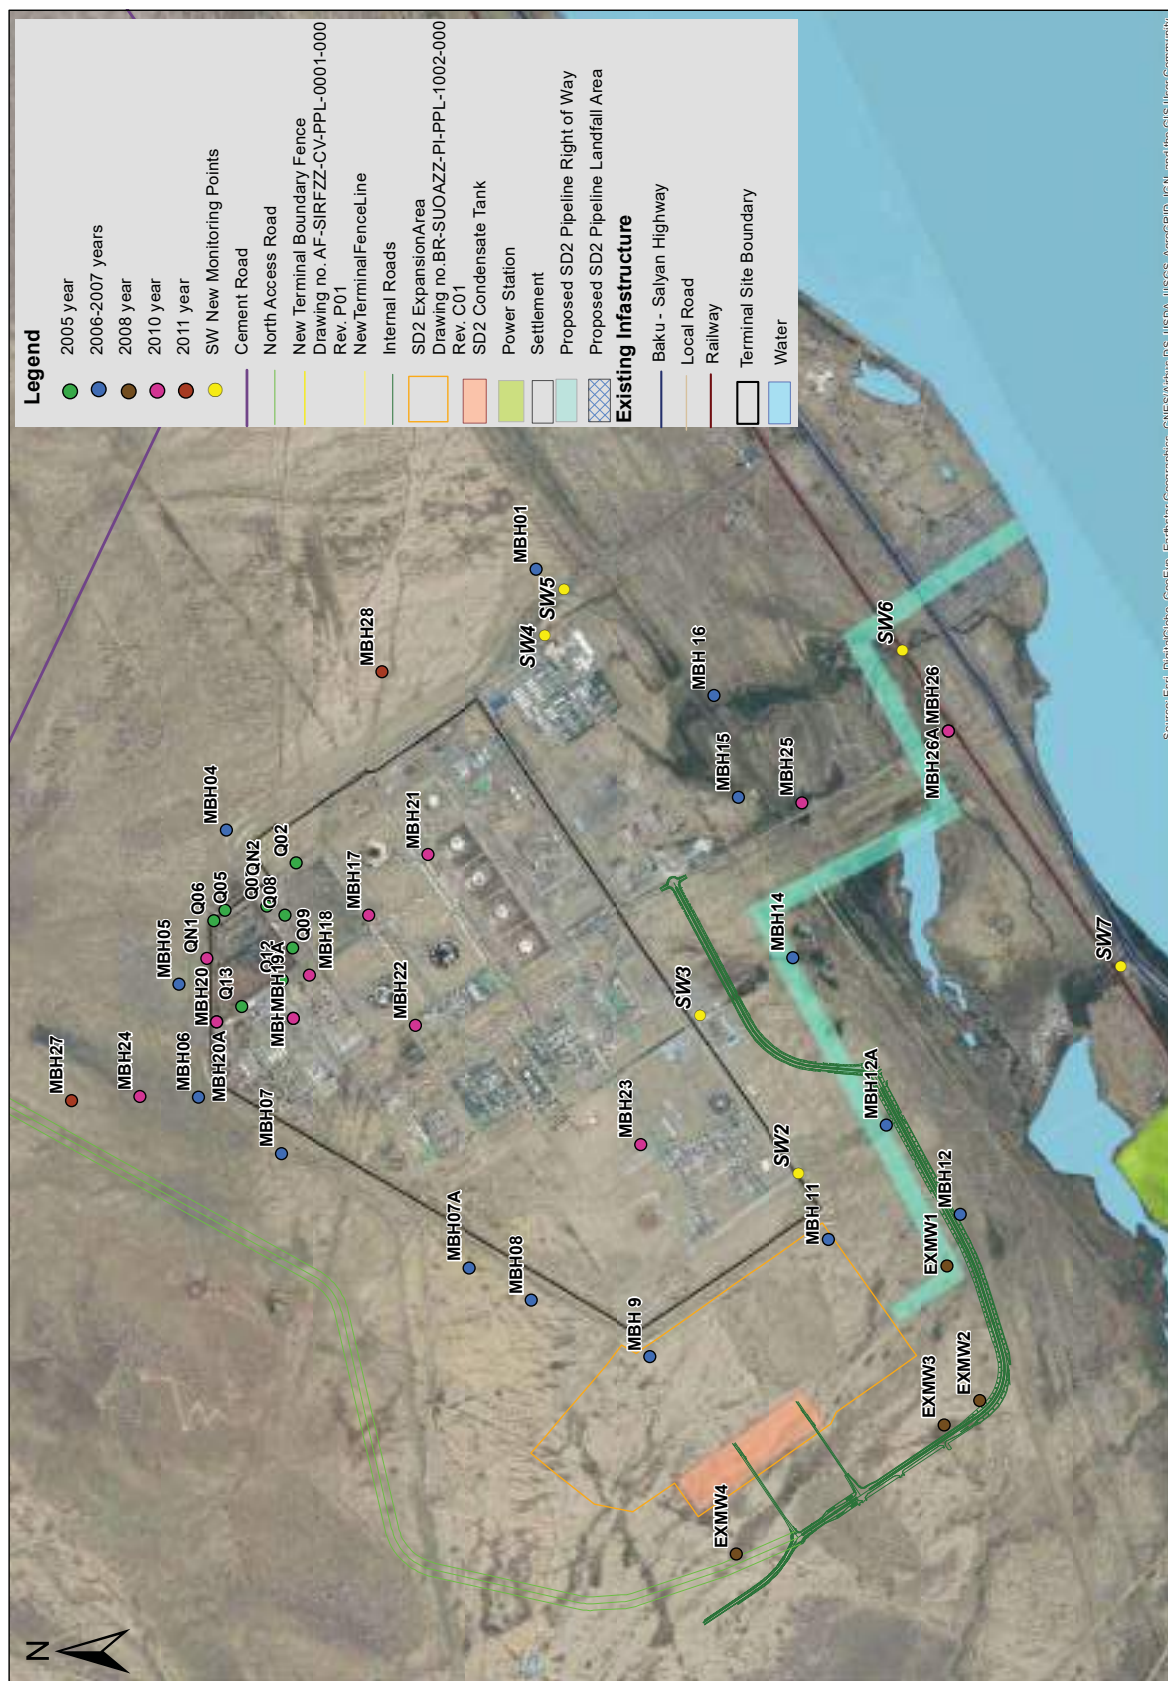 Legend
2005 year
2006-2007 years
2008 year
2010 year
2011 year
SW New Monitoring Points
Cement Road
North Access Road
New Terminal Boundary Fence
Drawing no. AF-SIRFZZ-CV-PPL-0001-000
Rev. P01
NewTerminalFenceLine
Internal Roads
SD2 ExpansionArea
Drawing no.BR-SUOAZZ-PI-PPL-1002-000
Rev. C01
SD2 Condensate Tank
Power Station
Settlement
Proposed SD2 Pipeline Right of Way
Proposed SD2 Pipeline Landfall Area
Existing Infastructure
Baku - Salyan Highway
Local Road
Railway
Terminal Site Boundary
Water
N
MBH27
MBH24
MBH05
MBH06
MBH20
MBH20A
QN1
Q06
Q05
MBH04
Q13
QN2
Q08
Q02
Q12
Q09
MBH19A
MBH18
MBH07
MBH17
MBH28
MBH22
MBH21
MBH07A
MBH08
MBH01
SW4
SW5
MBH23
MBH 9
SW3
MBH 16
MBH15
SW2
MBH 11
MBH25
MBH14
EXMW4
MBH12A
SW6
MBH12
EXMW1
MBH26A MBH26
EXMW3
EXMW2
SW7